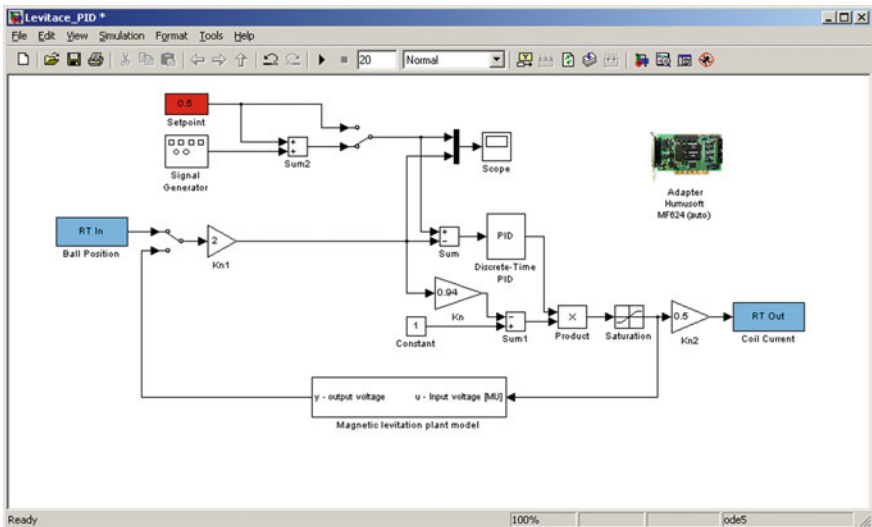 Levitace_PID *
File Edit View Simulation Format Tools Help
20 Normal
0.5
Setpoint
Signal
Generator
+
+
Sum2
Scope
Adapter
Humusoft
MF624 (auto)
RT In
Ball Position
2
Kn1
+
−
Sum
PID
Discrete-Time
PID
0.94
Kn
1
Constant
−
+
Sum1
×
Product
Saturation
0.5
Kn2
RT Out
Coil Current
y - output voltage u - Input voltage [MU]
Magnetic levitation plant model
Ready 100% ode5